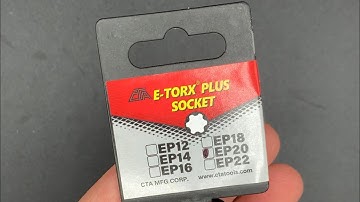 CTA E-TORX® PLUS
SOCKET
EP12 EP18
EP14 EP20
EP16 EP22
CTA MFG CORP. www.ctatools.com